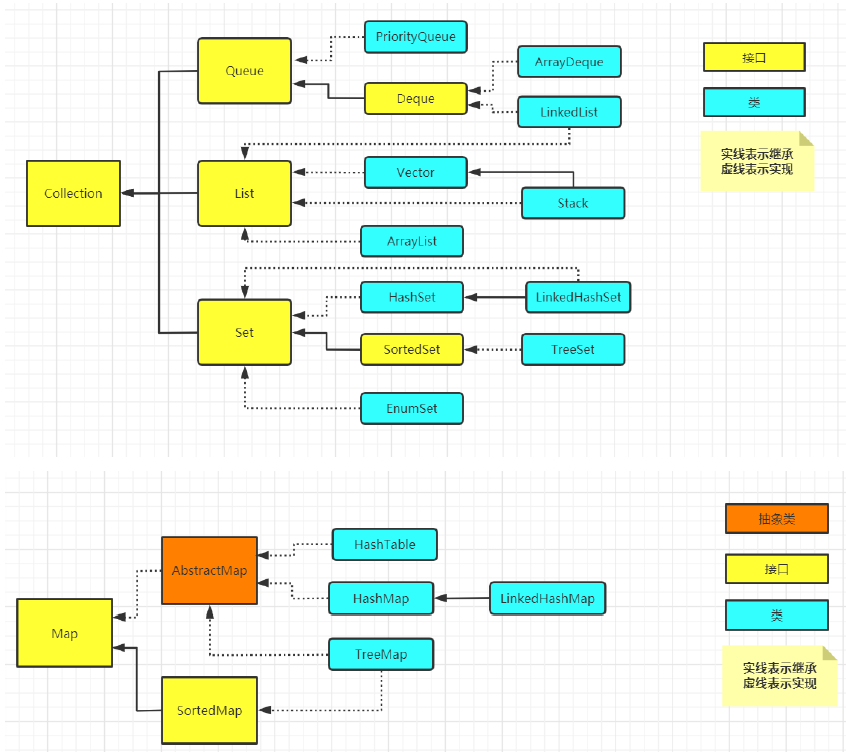 PriorityQueue
Queue
ArrayDeque
接口
Deque
LinkedList
类
实线表示继承
虚线表示实现
Collection
List
Vector
Stack
ArrayList
HashSet
LinkedHashSet
Set
SortedSet
TreeSet
EnumSet
抽象类
HashTable
AbstractMap
接口
HashMap
LinkedHashMap
类
Map
TreeMap
实线表示继承
虚线表示实现
SortedMap